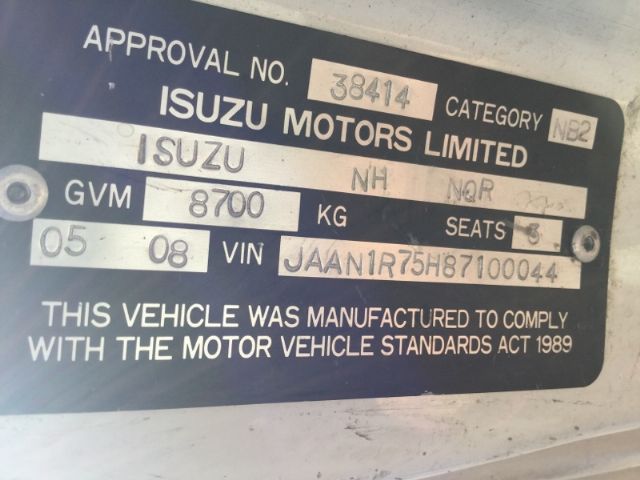 APPROVAL NO. 38414 CATEGORY NB2
ISUZU MOTORS LIMITED
ISUZU NH NQR
GVM 8700 KG SEATS 3
05 08 VIN JAAN1R75H87100044
THIS VEHICLE WAS MANUFACTURED TO COMPLY
WITH THE MOTOR VEHICLE STANDARDS ACT 1989